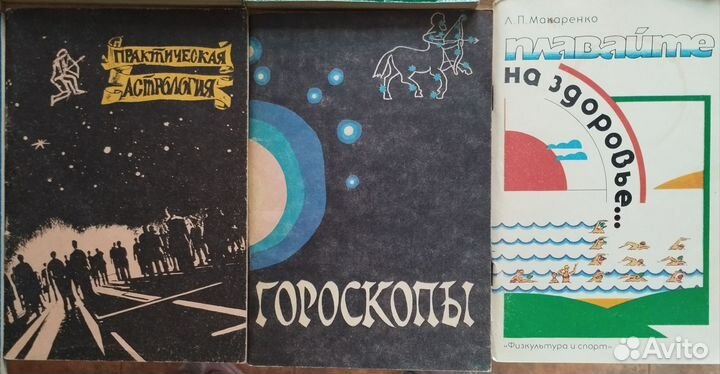 ПРАКТИЧЕСКАЯ
АСТРОЛОГИЯ
ГОРОСКОПЫ
Л. П. Макаренко
плавайте
на здоровье...
«Физкультура и спорт»
Avito